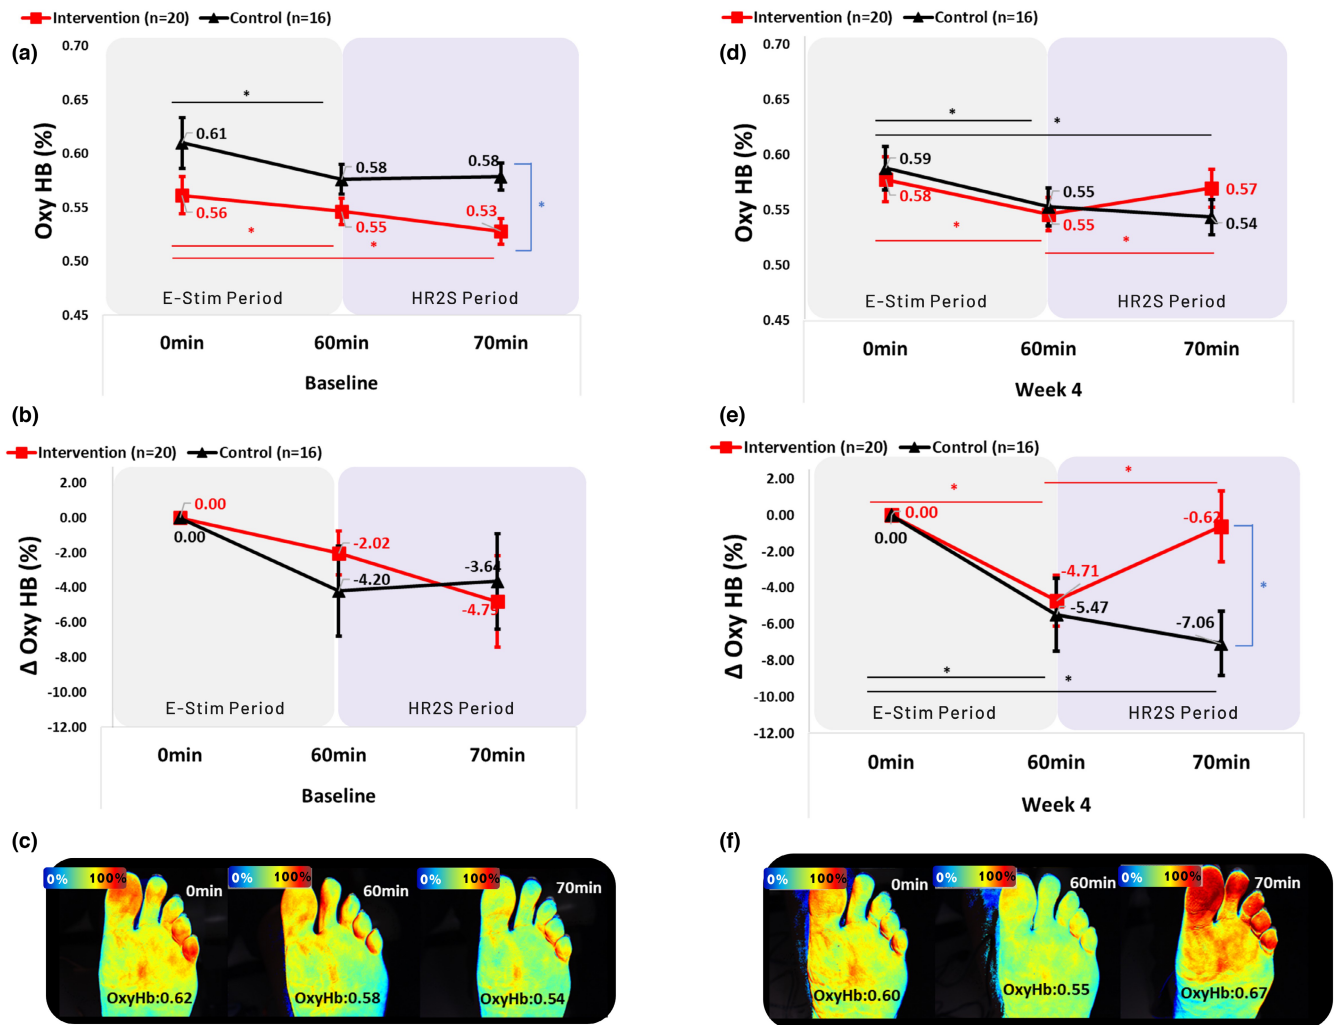 Intervention (n=20) Control (n=16)
(a)
Oxy HB (%)
0.70
0.65
0.60
0.55
0.50
0.45
*
0.61
0.58
0.58
0.56
0.55
0.53
*
*
*
E-Stim Period
HR2S Period
0min 60min 70min
Baseline
Intervention (n=20) Control (n=16)
(d)
Oxy HB (%)
0.70
0.65
0.60
0.55
0.50
0.45
*
*
0.59
0.58
0.55
0.55
0.57
0.54
*
*
E-Stim Period
HR2S Period
0min 60min 70min
Week 4
(b)
Intervention (n=20) Control (n=16)
Δ Oxy HB (%)
2.00
0.00
-2.00
-4.00
-6.00
-8.00
-10.00
-12.00
0.00
0.00
-2.02
-4.20
-3.64
-4.75
E-Stim Period
HR2S Period
0min 60min 70min
Baseline
(e)
Intervention (n=20) Control (n=16)
Δ Oxy HB (%)
2.00
0.00
-2.00
-4.00
-6.00
-8.00
-10.00
-12.00
*
*
0.00
0.00
-4.71
-5.47
-0.62
-7.06
*
*
*
E-Stim Period
HR2S Period
0min 60min 70min
Week 4
(c)
0% 100% 0min
OxyHb:0.62
0% 100% 60min
OxyHb:0.58
0% 100% 70min
OxyHb:0.54
(f)
0% 100% 0min
OxyHb:0.60
0% 100% 60min
OxyHb:0.55
0% 100% 70min
OxyHb:0.67